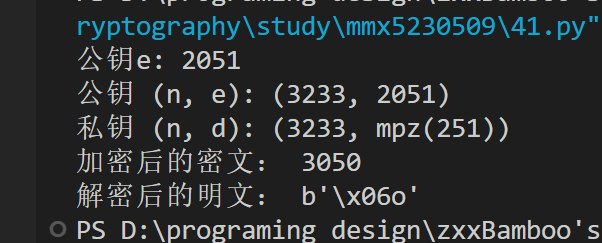 ryptography\study\mmx5230509\41.py"
公钥e: 2051
公钥 (n, e): (3233, 2051)
私钥 (n, d): (3233, mpz(251))
加密后的密文： 3050
解密后的明文： b'\x06o'
PS D:\programing design\zxxBamboo's